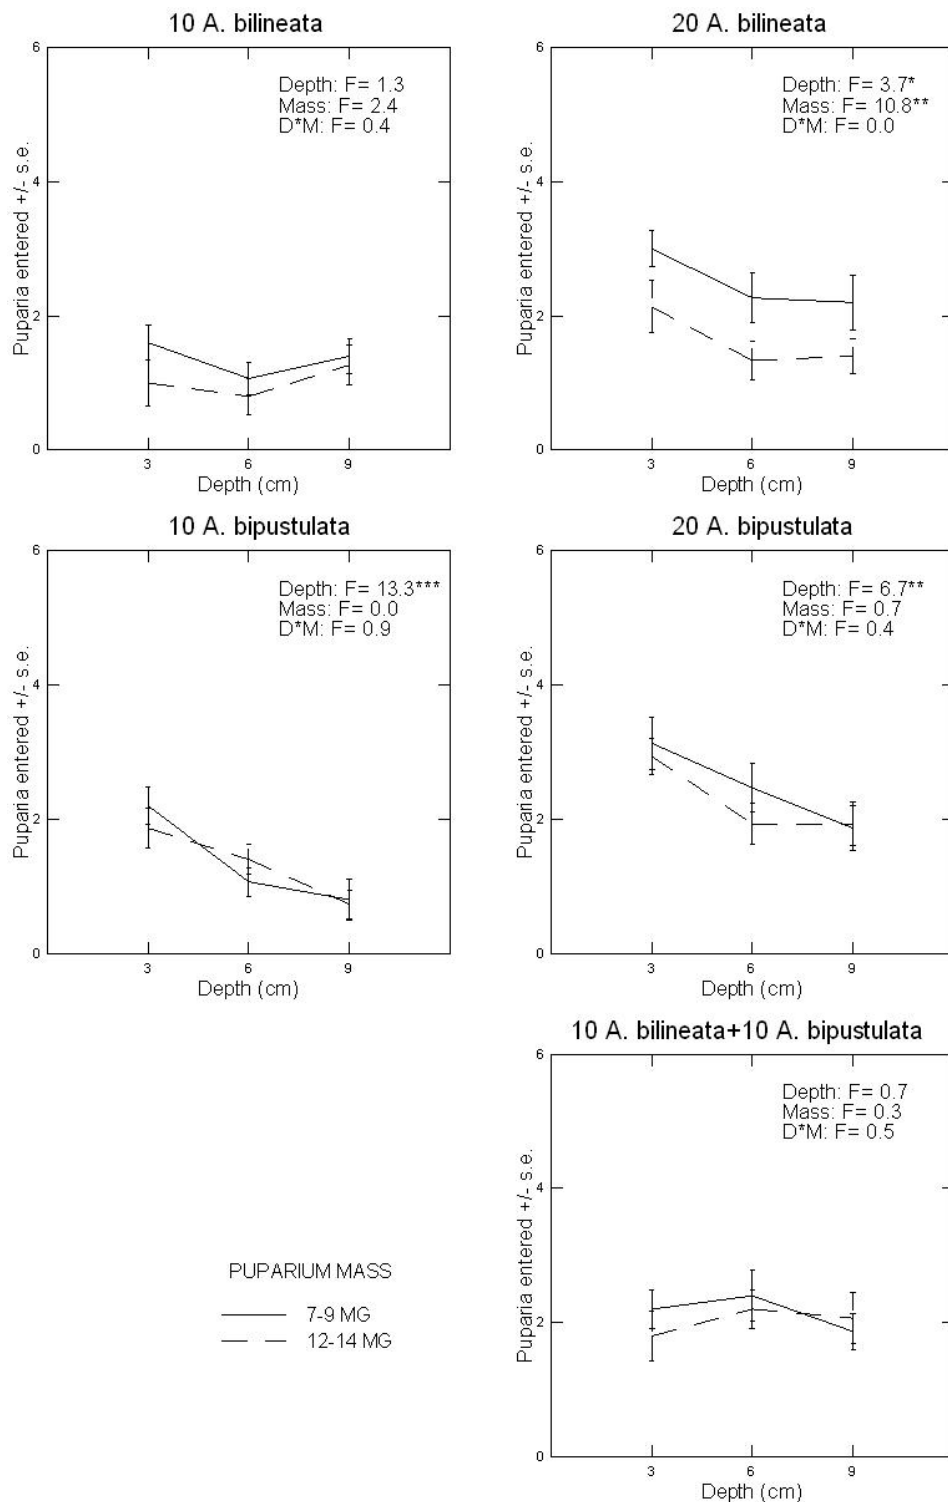 10 A. bilineata
Depth: F= 1.3
Mass: F= 2.4
D*M: F= 0.4
Puparia entered +/- s.e.
6
4
2
0
3 6 9
Depth (cm)
20 A. bilineata
Depth: F= 3.7*
Mass: F= 10.8**
D*M: F= 0.0
Puparia entered +/- s.e.
6
4
2
0
3 6 9
Depth (cm)
10 A. bipustulata
Depth: F= 13.3***
Mass: F= 0.0
D*M: F= 0.9
Puparia entered +/- s.e.
6
4
2
0
3 6 9
Depth (cm)
20 A. bipustulata
Depth: F= 6.7**
Mass: F= 0.7
D*M: F= 0.4
Puparia entered +/- s.e.
6
4
2
0
3 6 9
Depth (cm)
10 A. bilineata+10 A. bipustulata
Depth: F= 0.7
Mass: F= 0.3
D*M: F= 0.5
Puparia entered +/- s.e.
6
4
2
0
3 6 9
Depth (cm)
PUPARIUM MASS
7-9 MG
12-14 MG